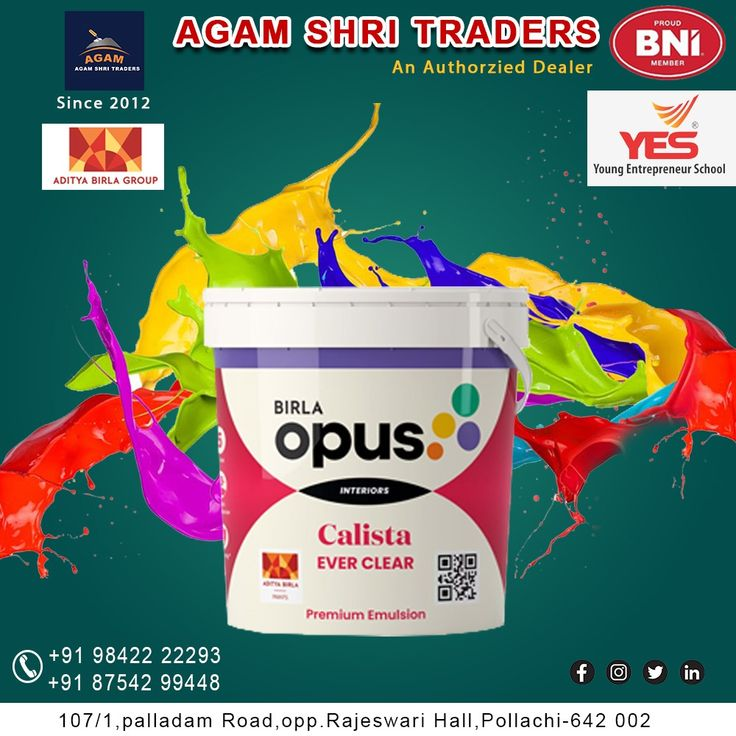 AGAM
AGAM SHRI TRADERS
Since 2012
ADITYA BIRLA GROUP
AGAM SHRI TRADERS
An Authorzied Dealer
PROUD
BNI
MEMBER
YES®
Young Entrepreneur School
BIRLA
opus
INTERIORS
Calista
EVER CLEAR
ADITYA BIRLA
PAINTS
Premium Emulsion
+91 98422 22293
+91 87542 99448
f in
107/1,palladam Road,opp.Rajeswari Hall,Pollachi-642 002